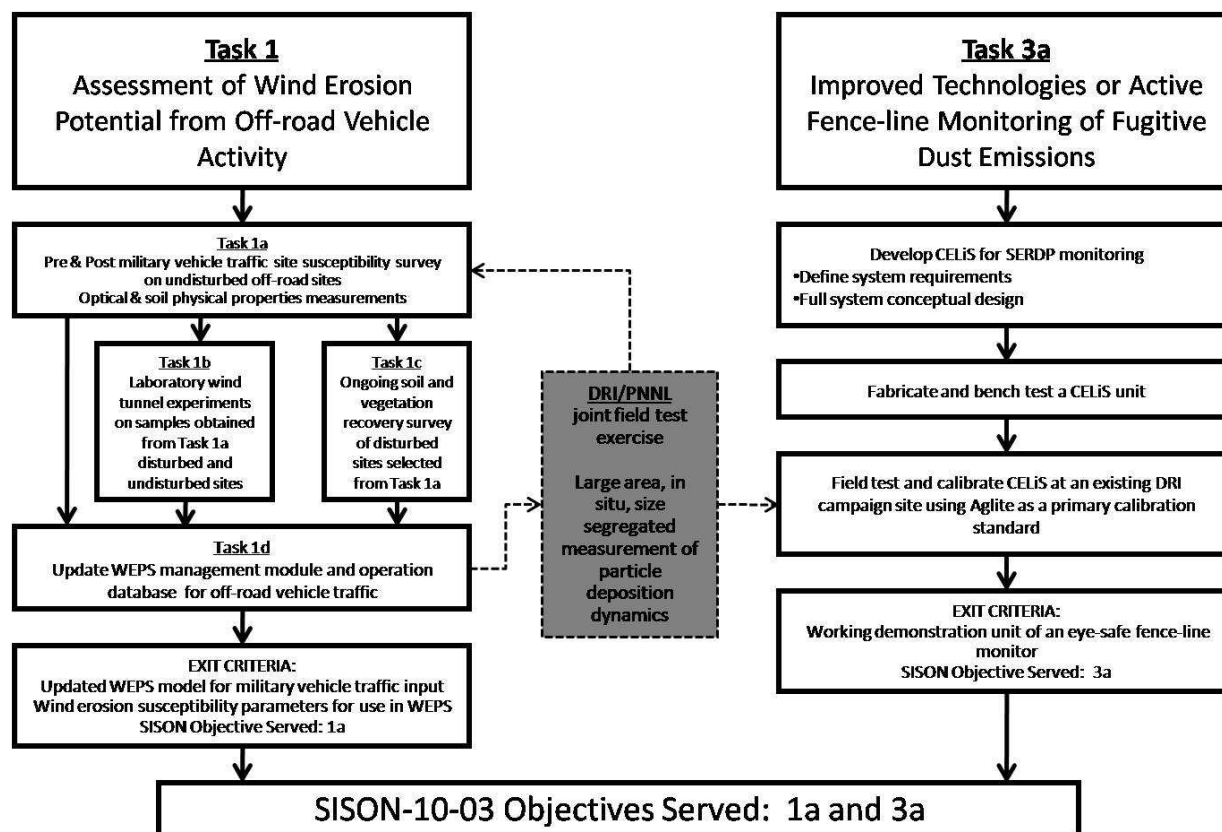 Task 1
Assessment of Wind Erosion
Potential from Off-road Vehicle
Activity
Task 1a
Pre & Post military vehicle traffic site susceptibility survey
on undisturbed off-road sites
Optical & soil physical properties measurements
Task 1b
Laboratory wind
tunnel experiments
on samples obtained
from Task 1a
disturbed and
undisturbed sites
Task 1c
Ongoing soil and
vegetation
recovery survey
of disturbed
sites selected
from Task 1a
Task 1d
Update WEPS management module and operation
database for off-road vehicle traffic
EXIT CRITERIA:
Updated WEPS model for military vehicle traffic input
Wind erosion susceptibility parameters for use in WEPS
SISON Objective Served: 1a
DRI/PNNL
joint field test
exercise
Large area, in
situ, size
segregated
measurement of
particle
deposition
dynamics
Task 3a
Improved Technologies or Active
Fence-line Monitoring of Fugitive
Dust Emissions
Develop CELiS for SERDP monitoring
•Define system requirements
•Full system conceptual design
Fabricate and bench test a CELiS unit
Field test and calibrate CELiS at an existing DRI
campaign site using Aglite as a primary calibration
standard
EXIT CRITERIA:
Working demonstration unit of an eye-safe fence-line
monitor
SISON Objective Served: 3a
SISON-10-03 Objectives Served: 1a and 3a